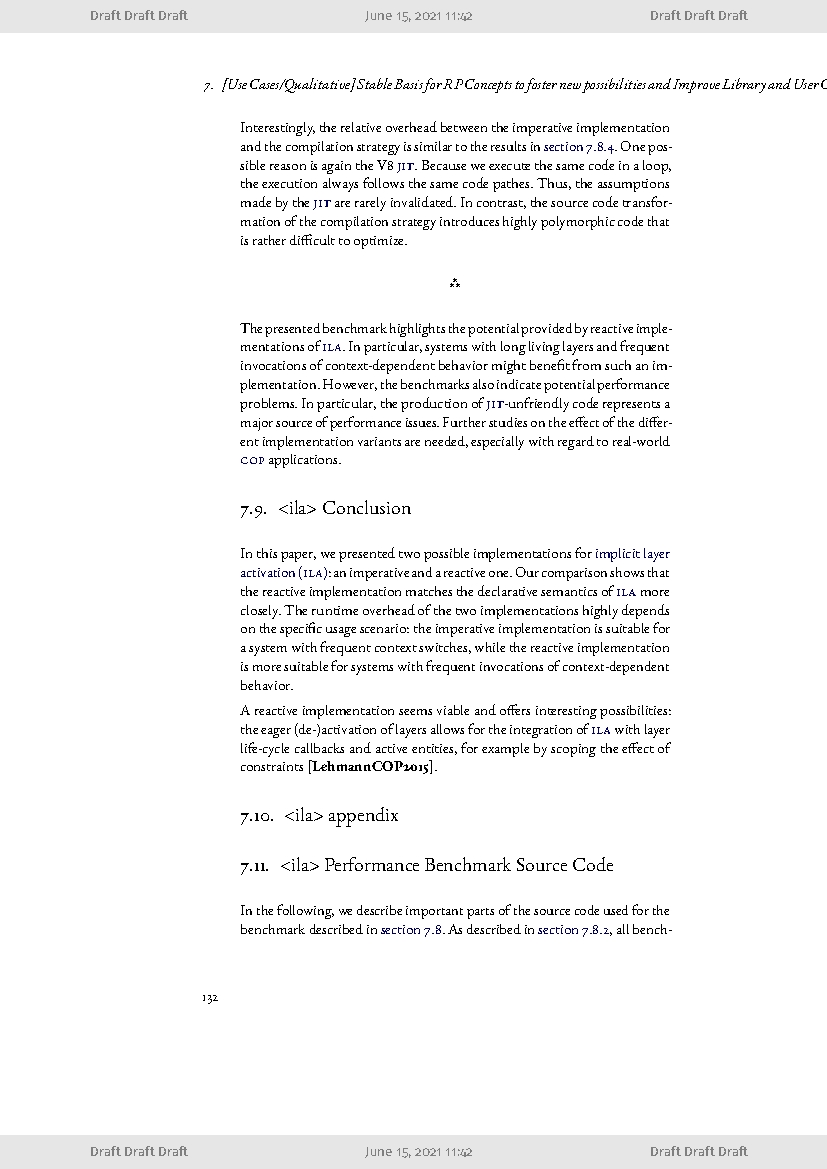 Draft Draft Draft June 15, 2021 11:42 Draft Draft Draft
7. [Use Cases/Qualitative] Stable Basis for RP Concepts to foster new possibilities and Improve Library and User
Interestingly, the relative overhead between the imperative implementation
and the compilation strategy is similar to the results in section 7.8.4. One pos-
sible reason is again the V8 JIT. Because we execute the same code in a loop,
the execution always follows the same code pathes. Thus, the assumptions
made by the JIT are rarely invalidated. In contrast, the source code transfor-
mation of the compilation strategy introduces highly polymorphic code that
is rather difficult to optimize.
⁂
The presented benchmark highlights the potential provided by reactive imple-
mentations of ILA. In particular, systems with long living layers and frequent
invocations of context-dependent behavior might benefit from such an im-
plementation. However, the benchmarks also indicate potential performance
problems. In particular, the production of JIT-unfriendly code represents a
major source of performance issues. Further studies on the effect of the differ-
ent implementation variants are needed, especially with regard to real-world
COP applications.
7.9. <ila> Conclusion
In this paper, we presented two possible implementations for implicit layer
activation (ILA): an imperative and a reactive one. Our comparison shows that
the reactive implementation matches the declarative semantics of ILA more
closely. The runtime overhead of the two implementations highly depends
on the specific usage scenario: the imperative implementation is suitable for
a system with frequent context switches, while the reactive implementation
is more suitable for systems with frequent invocations of context-dependent
behavior.
A reactive implementation seems viable and offers interesting possibilities:
the eager (de-)activation of layers allows for the integration of ILA with layer
life-cycle callbacks and active entities, for example by scoping the effect of
constraints [LehmannCOP2015].
7.10. <ila> appendix
7.11. <ila> Performance Benchmark Source Code
In the following, we describe important parts of the source code used for the
benchmark described in section 7.8. As described in section 7.8.2, all bench-
132
Draft Draft Draft June 15, 2021 11:42 Draft Draft Draft